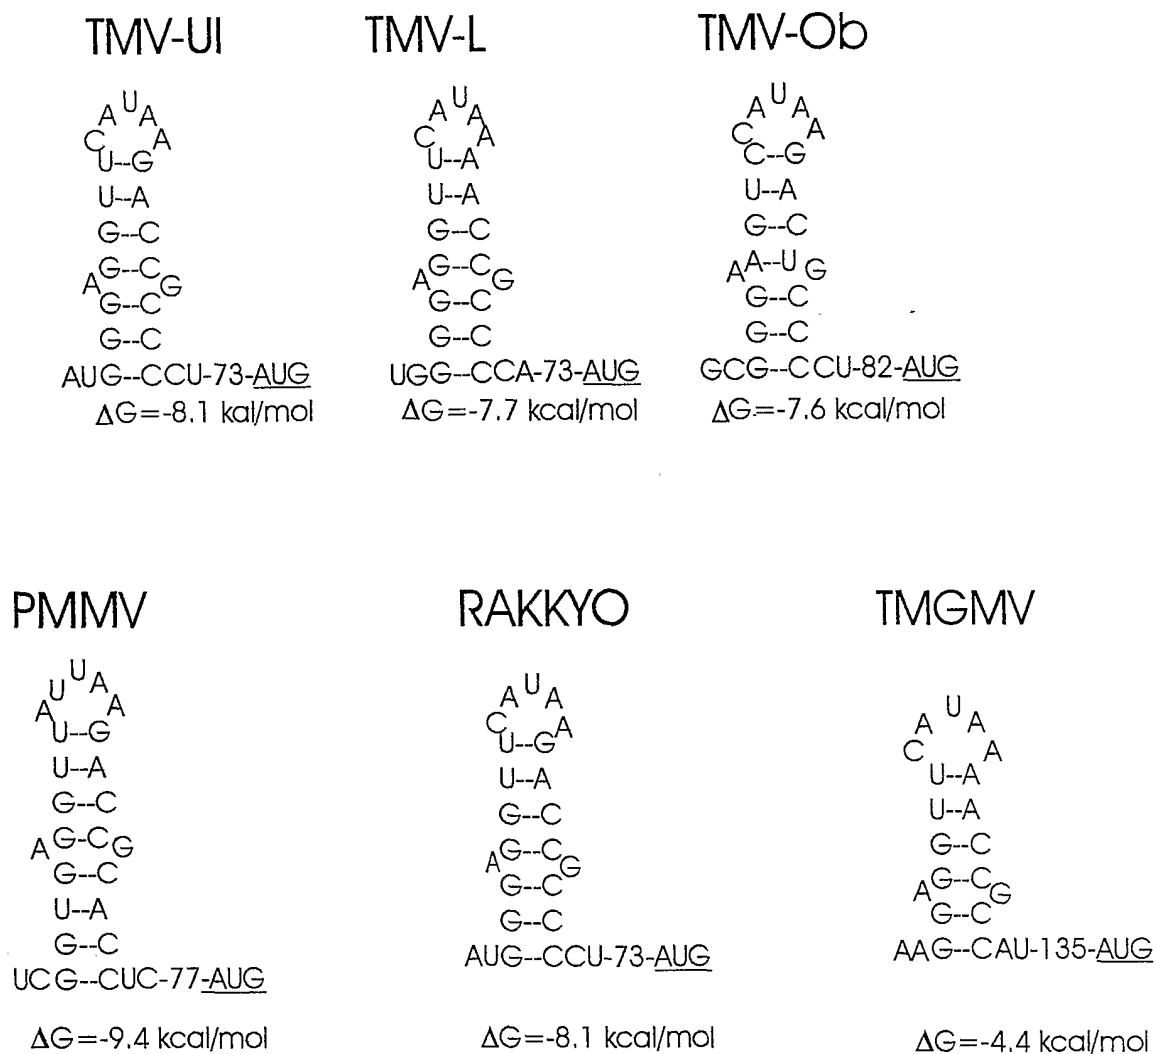 TMV-UI TMV-L TMV-Ob
U U U
A A A A A A
C A C A C A
U--G U--A C--G
U--A U--A U--A
G--C G--C G--C
G--C G--C A--U
A G A G A G
G--C G--C G--C
G--C G--C G--C
AUG--CCU-73-AUG UGG--CCA-73-AUG GCG--CCU-82-AUG
ΔG=-8.1 kal/mol ΔG=-7.7 kcal/mol ΔG=-7.6 kcal/mol
PMMV RAKKYO TMGMV
U U U
U A A A A A
A A C A C A
U--G U--G U--A
U--A U--A U--A
G--C G--C G--C
G-C G--C G--C
A G A G A G
G--C G--C G--C
U--A G--C
G--C
UCG--CUC-77-AUG AUG--CCU-73-AUG AAG--CAU-135-AUG
ΔG=-9.4 kcal/mol ΔG=-8.1 kcal/mol ΔG=-4.4 kcal/mol